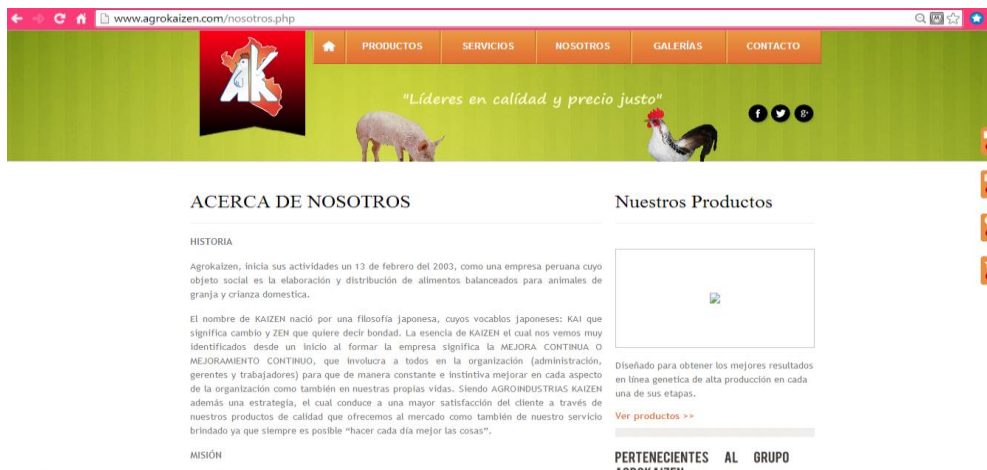 www.agrokaizen.com/nosotros.php
AK
PRODUCTOS SERVICIOS NOSOTROS GALERÍAS CONTACTO
"Líderes en calídad y precio justo"
ACERCA DE NOSOTROS
HISTORIA
Agrokaizen, inicia sus actividades un 13 de febrero del 2003, como una empresa peruana cuyo
objeto social es la elaboración y distribución de alimentos balanceados para animales de
granja y crianza domestica.
El nombre de KAIZEN nació por una filosofía japonesa, cuyos vocablos japoneses: KAI que
significa cambio y ZEN que quiere decir bondad. La esencia de KAIZEN el cual nos vemos muy
identificados desde un inicio al formar la empresa significa la MEJORA CONTINUA O
MEJORAMIENTO CONTINUO, que involucra a todos en la organización (administración,
gerentes y trabajadores) para que de manera constante e instintiva mejorar en cada aspecto
de la organización como también en nuestras propias vidas. Siendo AGROINDUSTRIAS KAIZEN
además una estrategia, el cual conduce a una mayor satisfacción del cliente a través de
nuestros productos de calidad que ofrecemos al mercado como también de nuestro servicio
brindado ya que siempre es posible “hacer cada día mejor las cosas”.
MISIÓN
Nuestros Productos
Diseñado para obtener los mejores resultados
en línea genetica de alta producción en cada
una de sus etapas.
Ver productos >>
PERTENECIENTES AL GRUPO
AGROKAIZEN